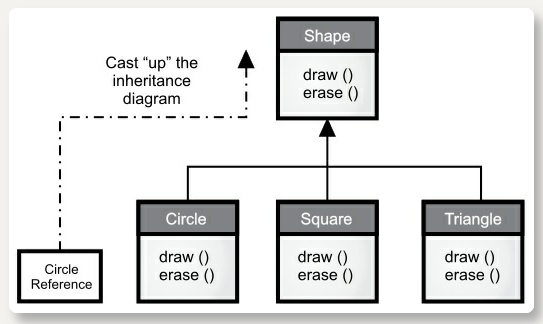 Shape
draw ()
erase ()
Cast “up” the
inheritance
diagram
Circle
draw ()
erase ()
Square
draw ()
erase ()
Triangle
draw ()
erase ()
Circle
Reference